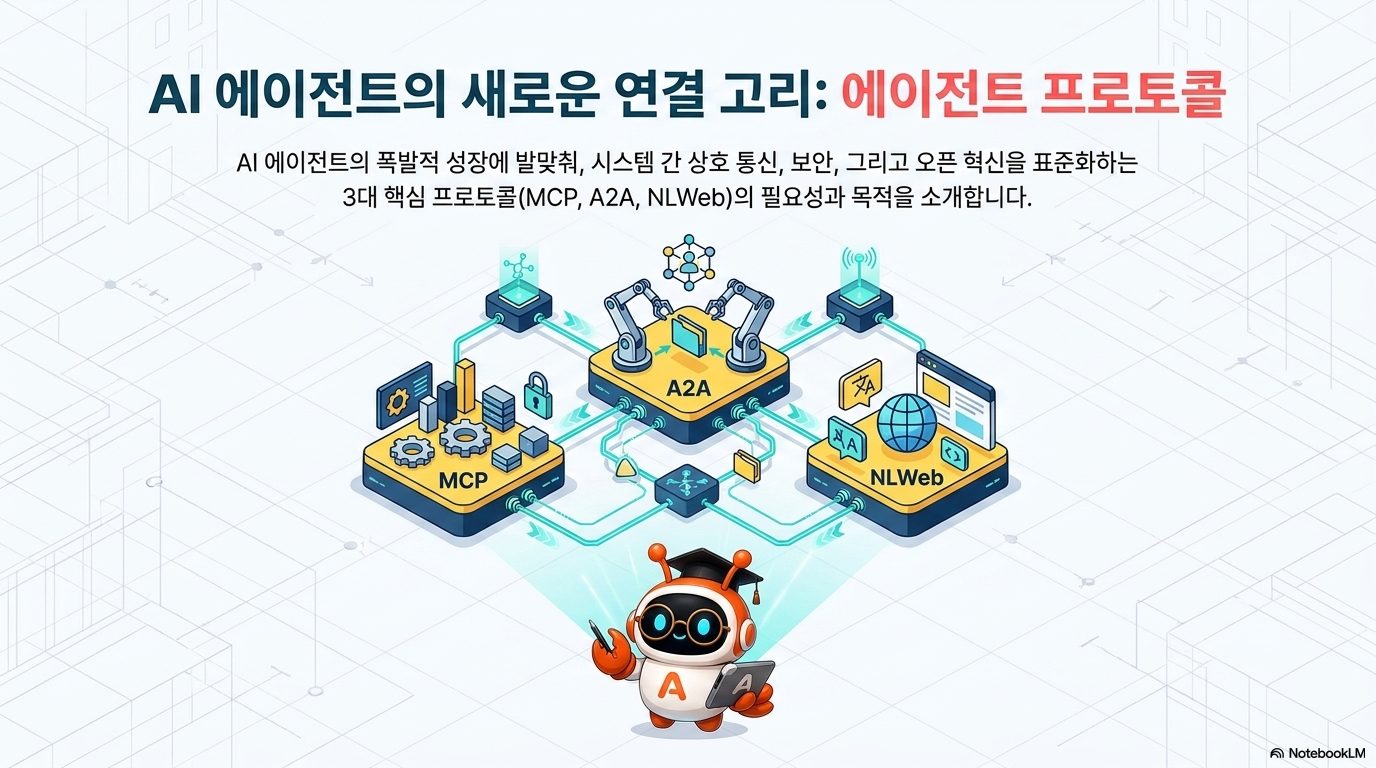 AI 에이전트의 새로운 연결 고리: 에이전트 프로토콜
AI 에이전트의 폭발적 성장에 발맞춰, 시스템 간 상호 통신, 보안, 그리고 오픈 혁신을 표준화하는
3대 핵심 프로토콜(MCP, A2A, NLWeb)의 필요성과 목적을 소개합니다.
A2A
MCP
NLWeb
A
A
NotebookLM